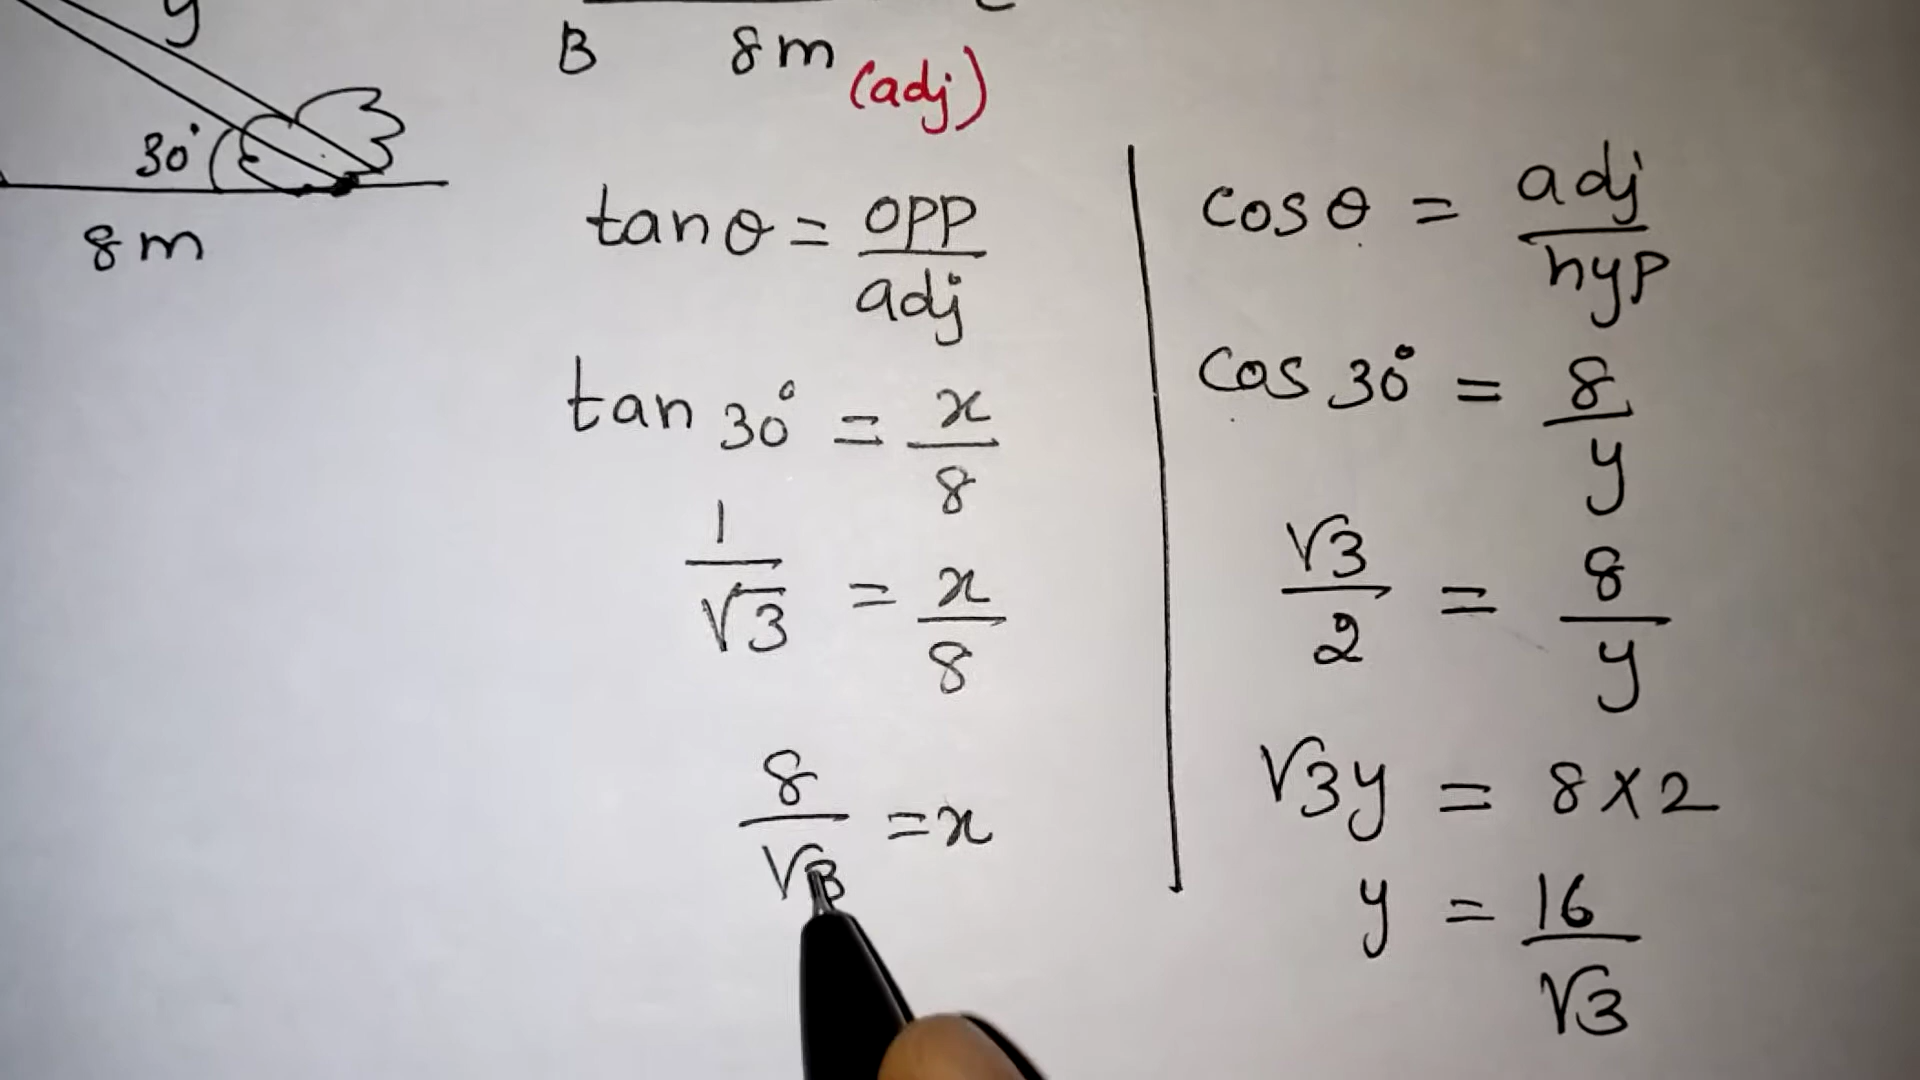 y
30°
8m
B 8m (adj)
tanθ = opp/adj
tan 30° = x/8
1/√3 = x/8
8/√3 = x
cosθ = adj/hyp
cos 30° = 8/y
√3/2 = 8/y
√3y = 8×2
y = 16/√3